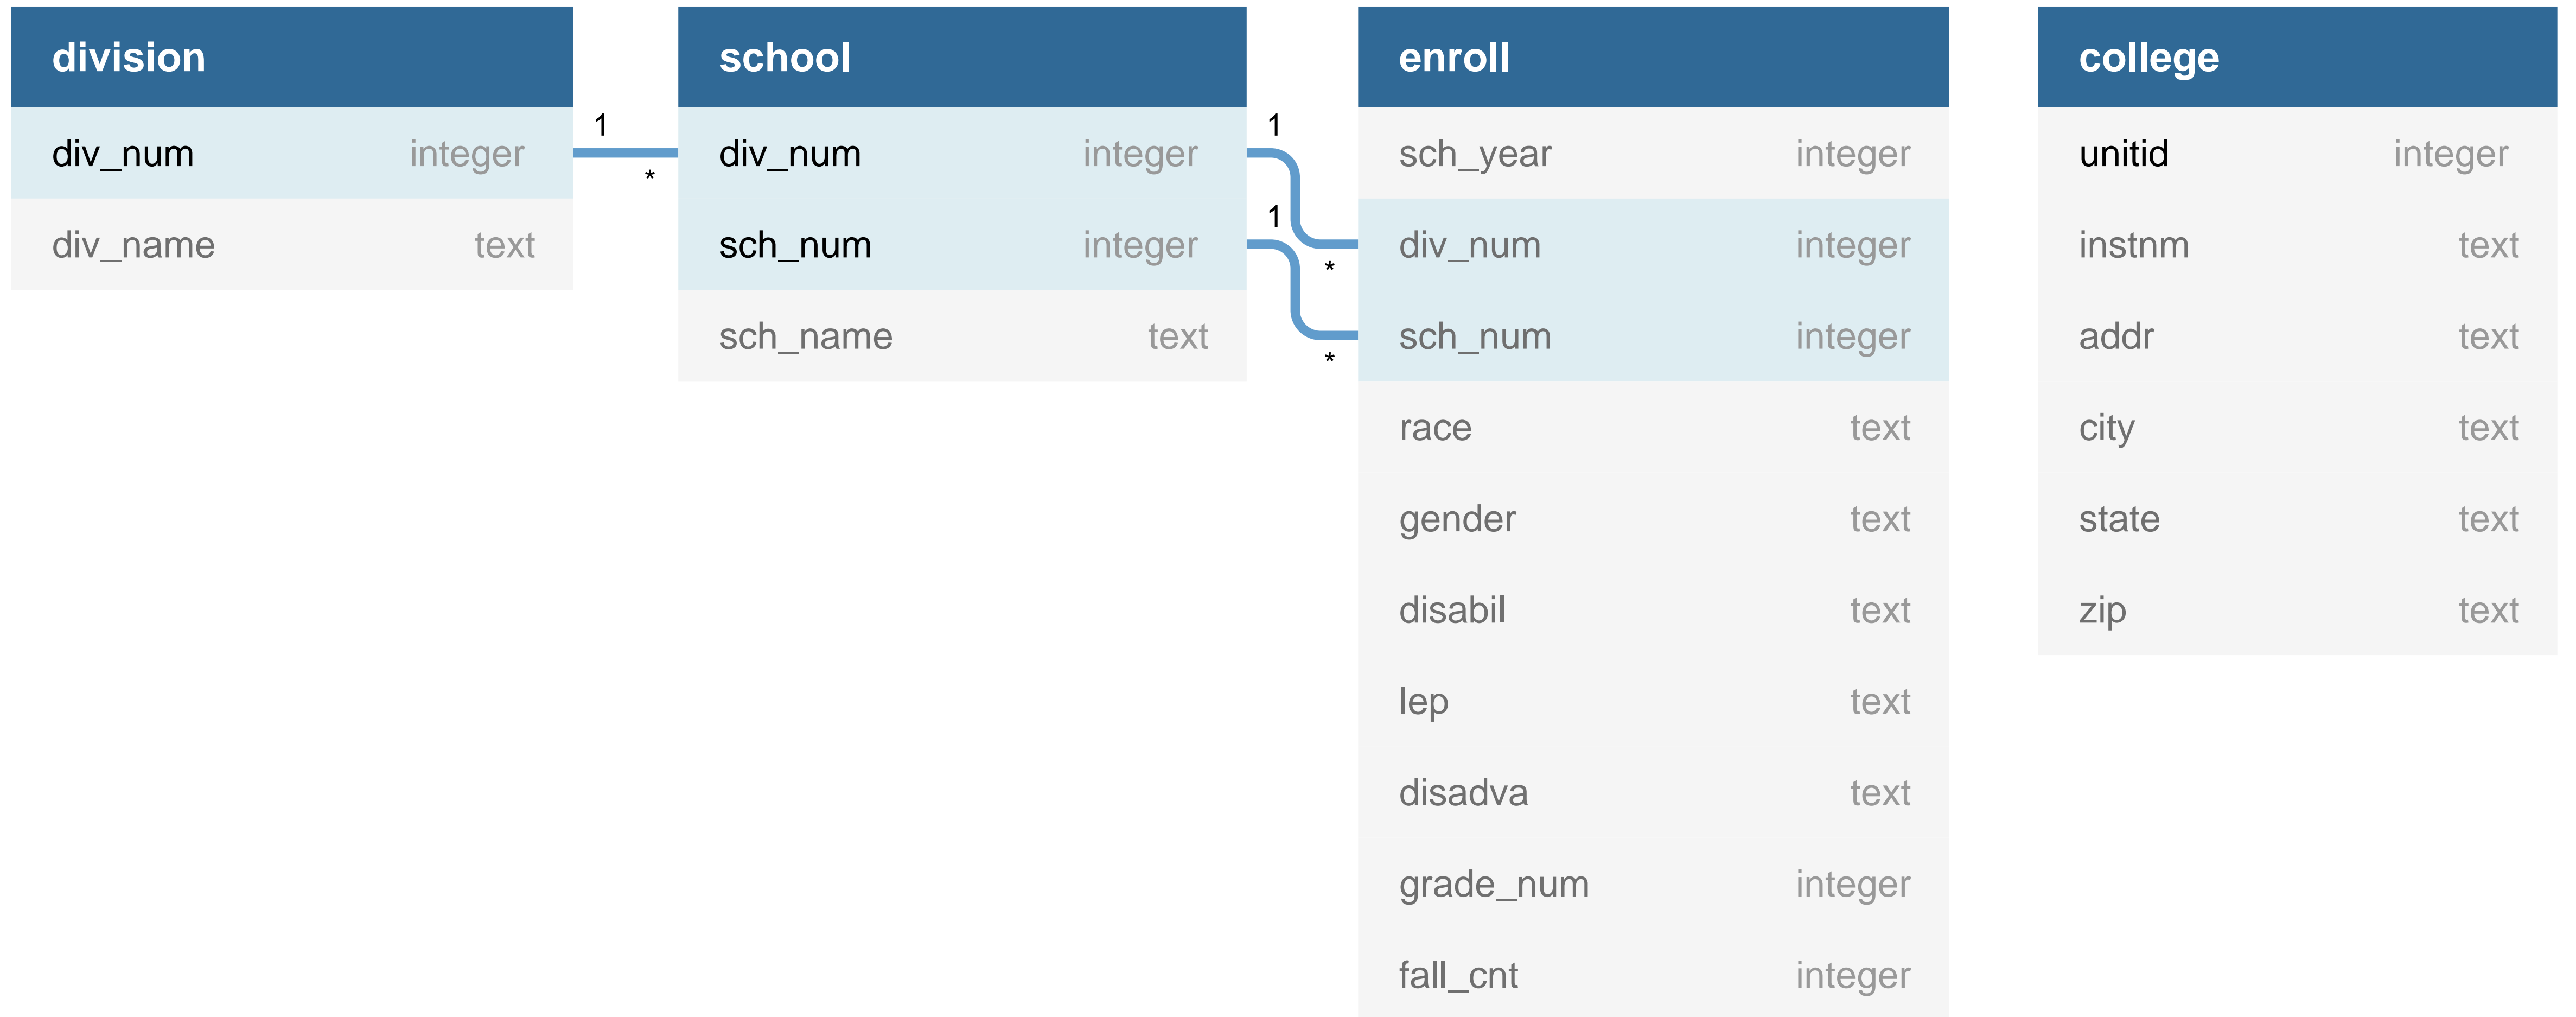 division
div_num integer
div_name text
1
*
school
div_num integer
sch_num integer
sch_name text
1
*
1
*
enroll
sch_year integer
div_num integer
sch_num integer
race text
gender text
disabil text
lep text
disadva text
grade_num integer
fall_cnt integer
college
unitid integer
instnm text
addr text
city text
state text
zip text